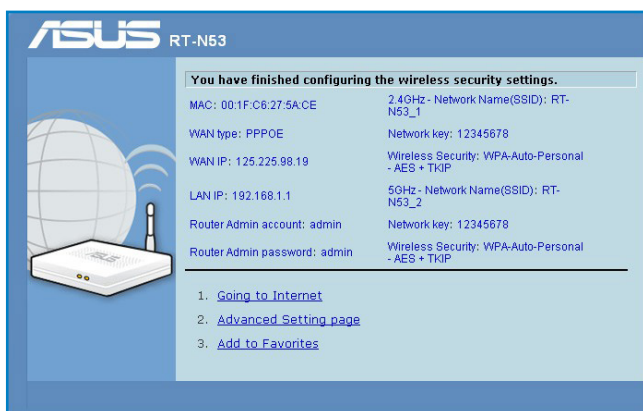 ASUS RT-N53
You have finished configuring the wireless security settings.
MAC: 00:1F:C6:27:5A:CE
2.4GHz - Network Name(SSID): RT-
N53_1
WAN type: PPPOE
Network key: 12345678
WAN IP: 125.225.98.19
Wireless Security: WPA-Auto-Personal
- AES + TKIP
LAN IP: 192.168.1.1
5GHz - Network Name(SSID): RT-
N53_2
Router Admin account: admin
Network key: 12345678
Router Admin password: admin
Wireless Security: WPA-Auto-Personal
- AES + TKIP
1. Going to Internet
2. Advanced Setting page
3. Add to Favorites